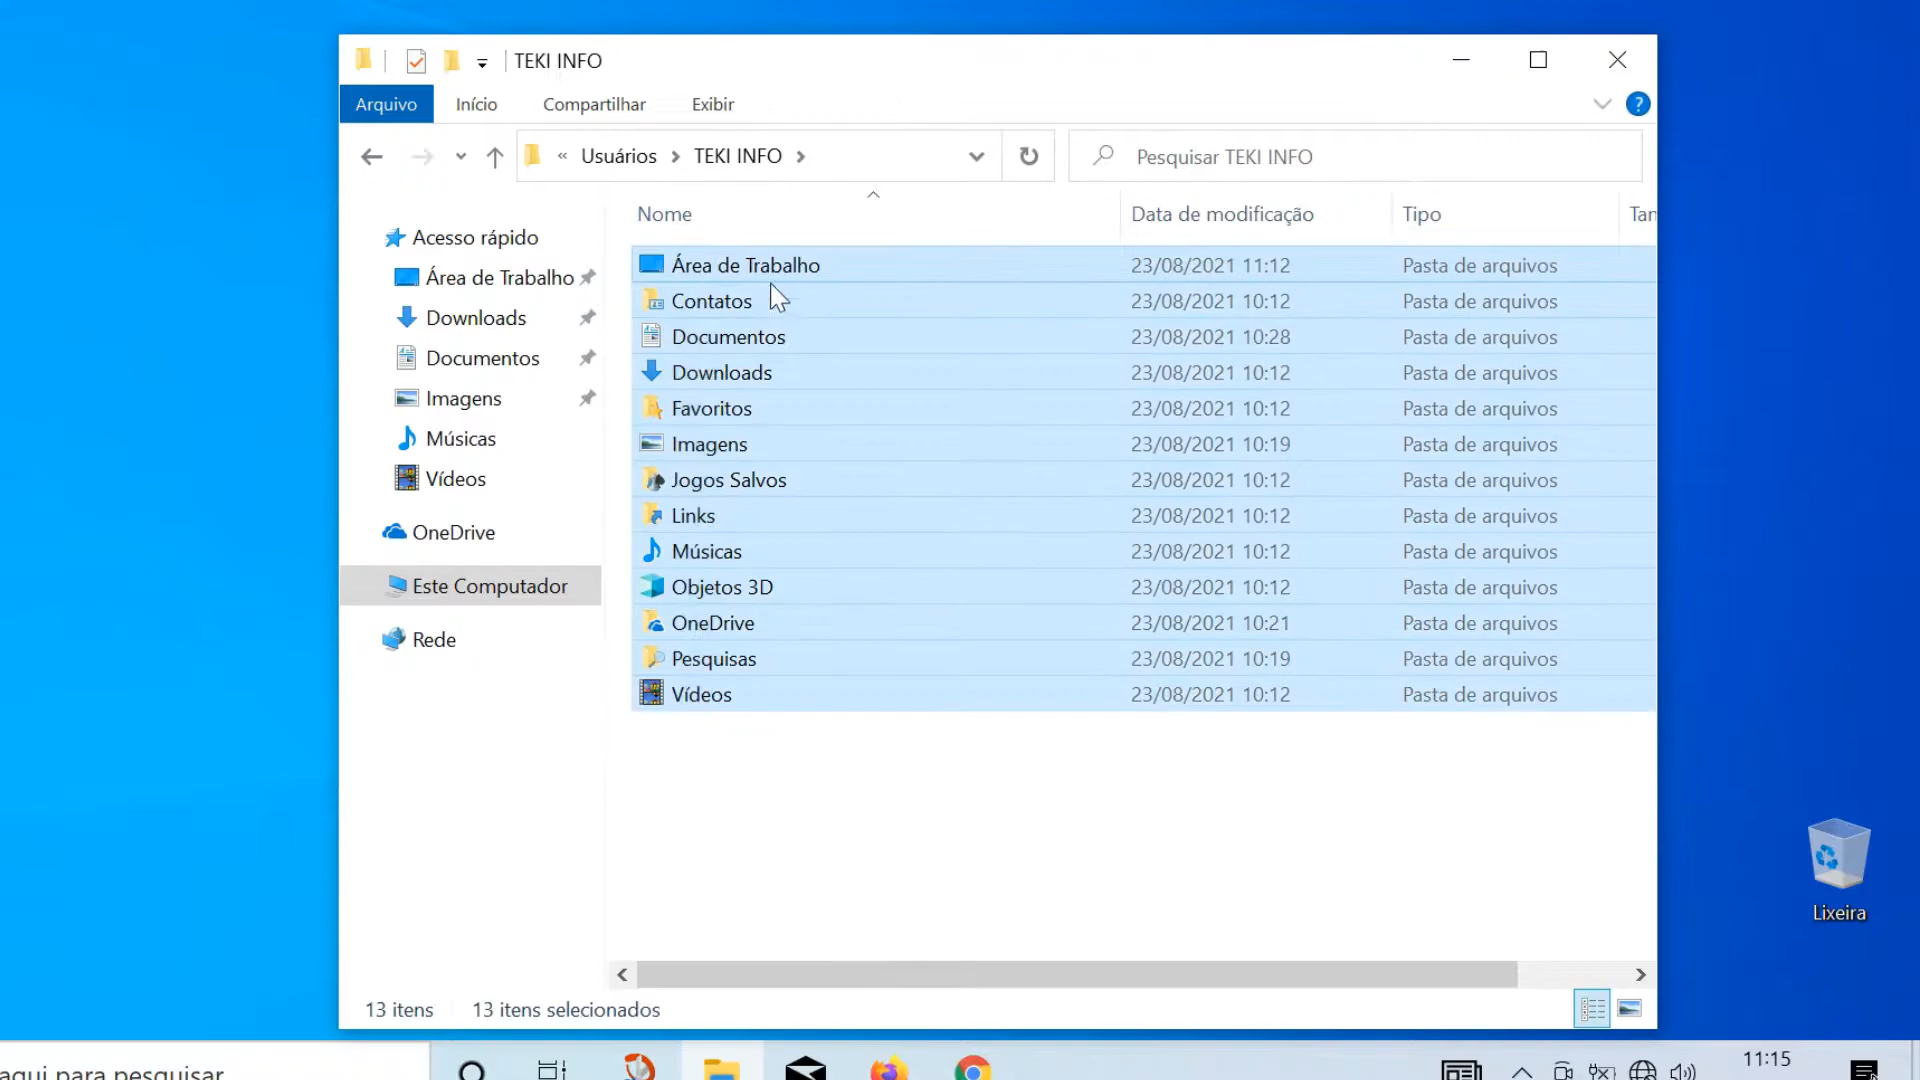 TEKI INFO
Arquivo Início Compartilhar Exibir ?
« Usuários > TEKI INFO > Pesquisar TEKI INFO
Nome Data de modificação Tipo Tar
Acesso rápido
Área de Trabalho
Downloads
Documentos
Imagens
Músicas
Vídeos
OneDrive
Este Computador
Rede
Área de Trabalho 23/08/2021 11:12 Pasta de arquivos
Contatos 23/08/2021 10:12 Pasta de arquivos
Documentos 23/08/2021 10:28 Pasta de arquivos
Downloads 23/08/2021 10:12 Pasta de arquivos
Favoritos 23/08/2021 10:12 Pasta de arquivos
Imagens 23/08/2021 10:19 Pasta de arquivos
Jogos Salvos 23/08/2021 10:12 Pasta de arquivos
Links 23/08/2021 10:12 Pasta de arquivos
Músicas 23/08/2021 10:12 Pasta de arquivos
Objetos 3D 23/08/2021 10:12 Pasta de arquivos
OneDrive 23/08/2021 10:21 Pasta de arquivos
Pesquisas 23/08/2021 10:19 Pasta de arquivos
Vídeos 23/08/2021 10:12 Pasta de arquivos
Lixeira
13 itens 13 itens selecionados
aqui para pesquisar
11:15